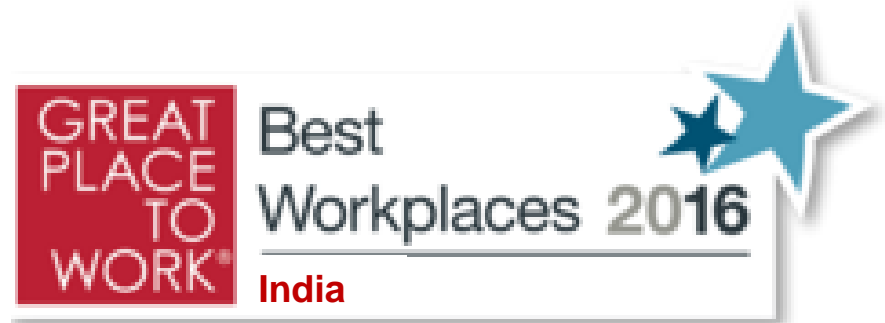 GREAT
PLACE
TO
WORK®
Best
Workplaces 2016
India